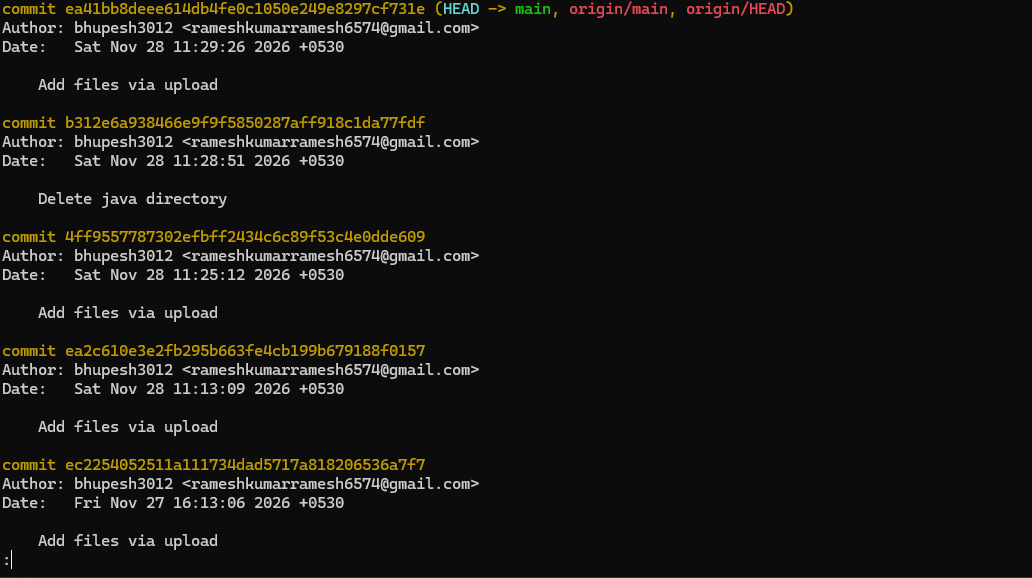 commit ea41bb8deee614db4fe0c1050e249e8297cf731e (HEAD -> main, origin/main, origin/HEAD)
Author: bhupesh3012 <rameshkumarramesh6574@gmail.com>
Date:   Sat Nov 28 11:29:26 2026 +0530
    Add files via upload
commit b312e6a938466e9f9f5850287aff918c1da77fdf
Author: bhupesh3012 <rameshkumarramesh6574@gmail.com>
Date:   Sat Nov 28 11:28:51 2026 +0530
    Delete java directory
commit 4ff9557787302efbff2434c6c89f53c4e0dde609
Author: bhupesh3012 <rameshkumarramesh6574@gmail.com>
Date:   Sat Nov 28 11:25:12 2026 +0530
    Add files via upload
commit ea2c610e3e2fb295b663fe4cb199b679188f0157
Author: bhupesh3012 <rameshkumarramesh6574@gmail.com>
Date:   Sat Nov 28 11:13:09 2026 +0530
    Add files via upload
commit ec2254052511a111734dad5717a818206536a7f7
Author: bhupesh3012 <rameshkumarramesh6574@gmail.com>
Date:   Fri Nov 27 16:13:06 2026 +0530
    Add files via upload
: